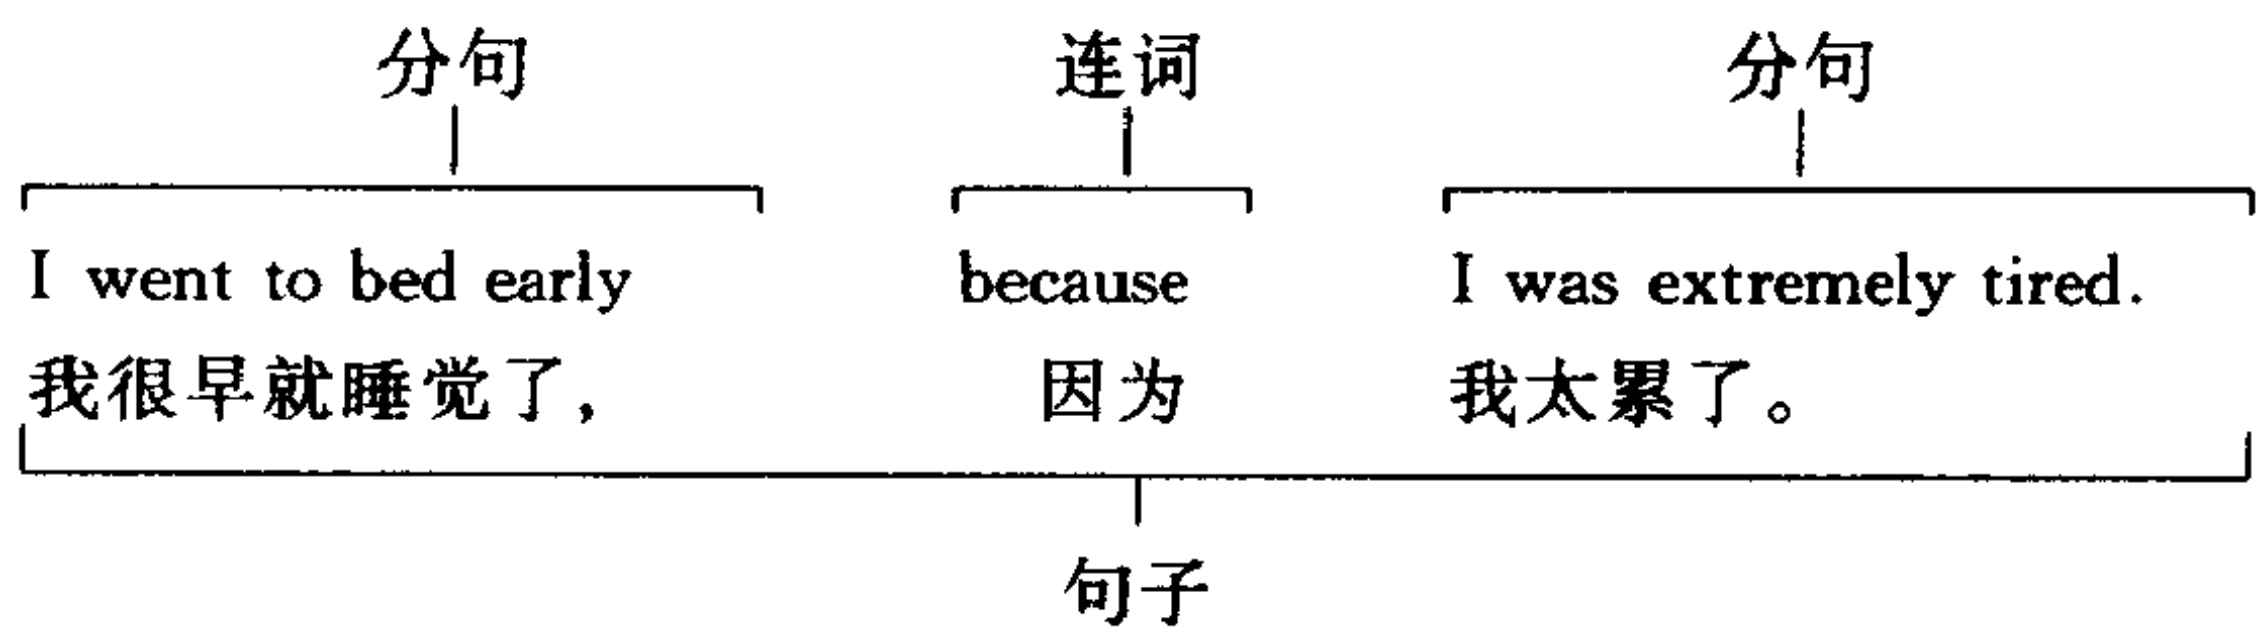 分句 连词 分句
I went to bed early because I was extremely tired.
我很早就睡觉了, 因为 我太累了。
句子